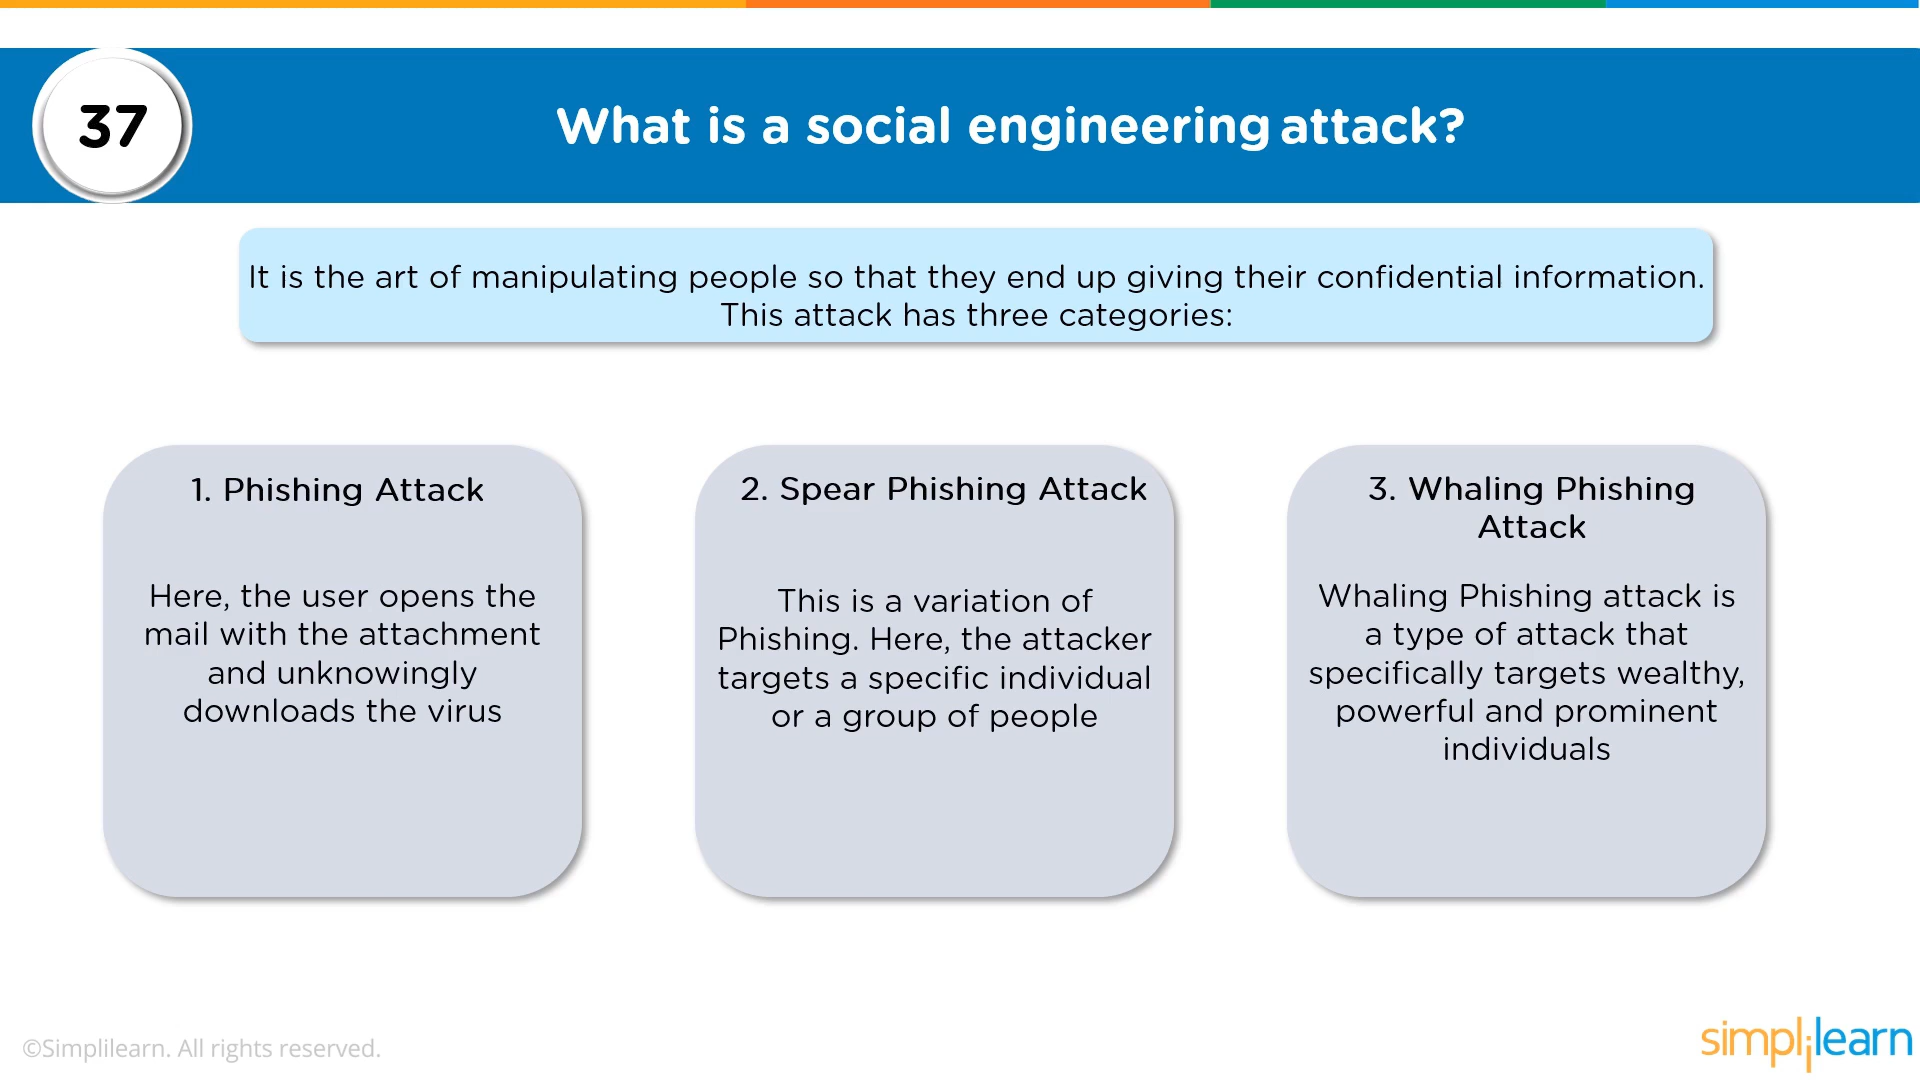 37
What is a social engineering attack?
It is the art of manipulating people so that they end up giving their confidential information.
This attack has three categories:
1. Phishing Attack
Here, the user opens the
mail with the attachment
and unknowingly
downloads the virus
2. Spear Phishing Attack
This is a variation of
Phishing. Here, the attacker
targets a specific individual
or a group of people
3. Whaling Phishing
Attack
Whaling Phishing attack is
a type of attack that
specifically targets wealthy,
powerful and prominent
individuals
©Simplilearn. All rights reserved.
simplilearn